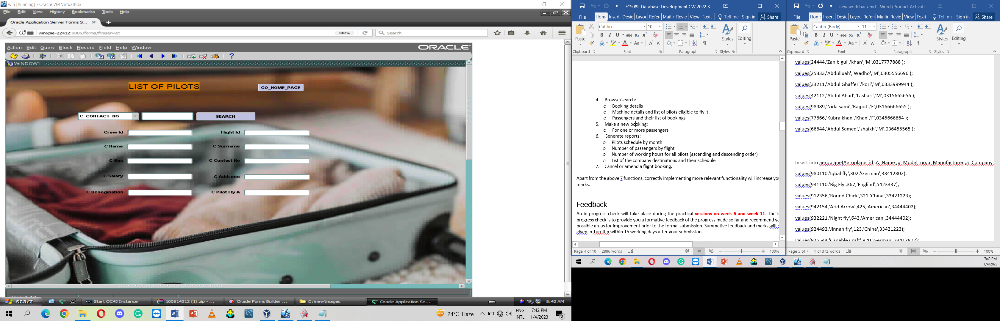 win [Running] - Oracle VM VirtualBox
File Edit View History Bookmarks Tools Help
Oracle Application Server Forms S...
winxpie-22412:8889/forms/frmservlet
140%
Search
Action Edit Query Block Record Field Help Window
ORACLE
WINDOW1
LIST OF PILOTS
GO_HOME_PAGE
C_CONTACT_NO
SEARCH
Crew Id
Flight Id
C Name
C Surname
C Sex
C Contact No
C Salary
C Address
C Desegination
C Pilot Fly A
start
Start OC4J Instance
100614312 (1).zip - ...
Oracle Forms Builder ...
C:\new\images
Oracle Application Se...
8:42 AM
24°C Haze
ENG
INTL
7:42 PM
1/4/2023
2
7CS082 Database Development CW 2022 S...
File Home Insert Desig Layou Refer Mailin Revie View Foxit Tell me Sign in Share
Calibri
10
Paste
Styles
Editing
Clipboard
Font
Paragraph
Styles
4. Browse/search:
o Booking details
o Machine details and list of pilots eligible to fly it
o Passengers and their list of bookings
5. Make a new booking:
o For one or more passengers
6. Generate reports:
o Pilots schedule by month
o Number of passengers by flight
o Number of working hours for all pilots (ascending and descending order)
o List of the company destinations and their schedule
7. Cancel or amend a flight booking.
Apart from the above 7 functions, correctly implementing more relevant functionality will increase you
marks.
Feedback
An in-progress check will take place during the practical sessions on week 6 and week 11. The in
progress check is to provide you a formative feedback of the progress made so far and recommend yo
possible areas for improvement prior to the formal submission. Summative feedback and marks will b
given in Turnitin within 15 working days after your submission.
Page 4 of 10 2886 words
100%
new work backend - Word (Product Activati...
File Home Insert Desig Layou Refer Mailin Revie View Foxit Tell me Sign in Share
Calibri (Body)
11
Paste
Styles
Editing
Clipboard
Font
Paragraph
Styles
values(24444,'Zanib gul','khan','M',0317777888 );
values(25333,'Abdulluah','Wadho','M',0305556696 );
values(33211,'Abdul Ghaffer','kori','M',0333999944 );
values(42112,'Abdul Ahad','Lashari','M',0315665656 );
values(98989,'Nida sami','Rajpot','F',03166666655 );
values(77666,'Kubra khan','Khan','F',0345666664 );
values(66644,'Abdul Samed','shaikh','M',036455565 );
Insert into aeroplane(Aeroplane_id ,A_Name ,p_Model_no,p_Manufacturer ,a_Company_
values(980110,'Iqbal fly',302,'German',33412802);
values(931110,'Big Fly',367,'Englind',5423337);
values(912356,'Round Chick',321,'China',33421223);
values(942154,'Arid Arrow',425,'American',34444402);
values(932221,'Night fly',643,'American',34444402);
values(924492,'Jinnah fly',123,'China',33421223);
values(976544,'Capable Craft',970,'German',33412802);
Page 5 of 7 1 of 372 words
100%
7:42 PM
1/4/2023